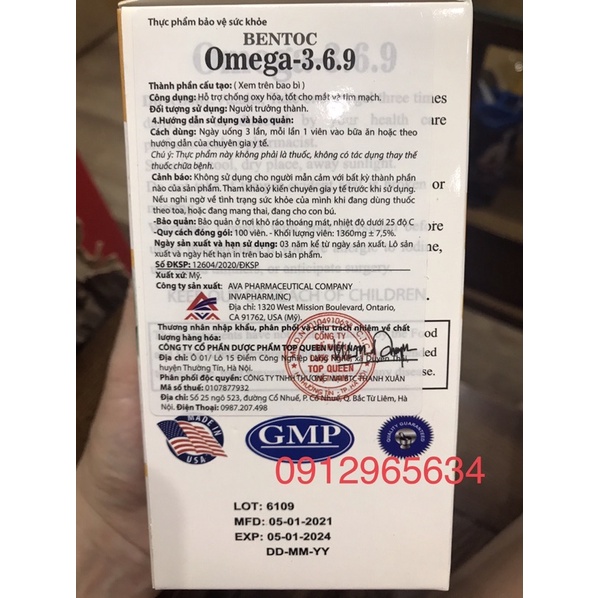 Thực phẩm bảo vệ sức khỏe
BENTOC
Omega-3.6.9
Thành phần cấu tạo: ( Xem trên bao bì )
Công dụng: Hỗ trợ chống oxy hóa, tốt cho mắt và tim mạch.
Đối tượng sử dụng: Người trưởng thành.
4.Hướng dẫn sử dụng và bảo quản:
Cách dùng: Ngày uống 3 lần, mỗi lần 1 viên vào bữa ăn hoặc theo
hướng dẫn của chuyên gia y tế.
Chú ý: Thực phẩm này không phải là thuốc, không có tác dụng thay thế
thuốc chữa bệnh.
Cảnh báo: Không sử dụng cho người mẫn cảm với bất kỳ thành phần
nào của sản phẩm. Tham khảo ý kiến chuyên gia y tế trước khi sử dụng.
Nếu nghi ngờ về tình trạng sức khỏe của mình khi đang dùng thuốc
theo toa, hoặc đang mang thai, đang cho con bú.
-Bảo quản: Bảo quản ở nơi khô ráo thoáng mát, nhiệt độ dưới 25 độ C
-Quy cách đóng gói: 100 viên. - Khối lượng viên: 1360mg ± 7,5%.
Ngày sản xuất và hạn sử dụng: 03 năm kể từ ngày sản xuất. Lô sản
xuất và ngày hết hạn in trên bao bì sản phẩm.
Số ĐKSP: 12604/2020/ĐKSP
Xuất xứ: Mỹ.
Công ty sản xuất: AVA PHARMACEUTICAL COMPANY
INVAPHARM,INC)
Địa chỉ: 1320 West Mission Boulevard, Ontario,
CA 91762, USA (Mỹ).
Thương nhân nhập khẩu, phân phối và chịu trách nhiệm về chất
lượng hàng hóa:
CÔNG TY CỔ PHẦN DƯỢC PHẨM TOP QUEEN VIỆT NAM
Địa chỉ: Ô 01/ Lô 15 Điểm Công Nghiệp Làng Nghề, xã
huyện Thường Tín, Hà Nội.
TOP QUEEN
Phân phối độc quyền: CÔNG TY TNHH THƯƠNG MẠI BTC THANH XUÂN
Mã số thuế: 0107877932
Địa chỉ: Số 25 ngõ 523, đường Cổ Nhuế, P. Cổ Nhuế, Q. Bắc Từ Liêm, Hà
Nội. Điện Thoại: 0987.207.498
MADE IN
USA
GMP
QUALITY GUARANTEED
0912965634
LOT: 6109
MFD: 05-01-2021
EXP: 05-01-2024
DD-MM-YY